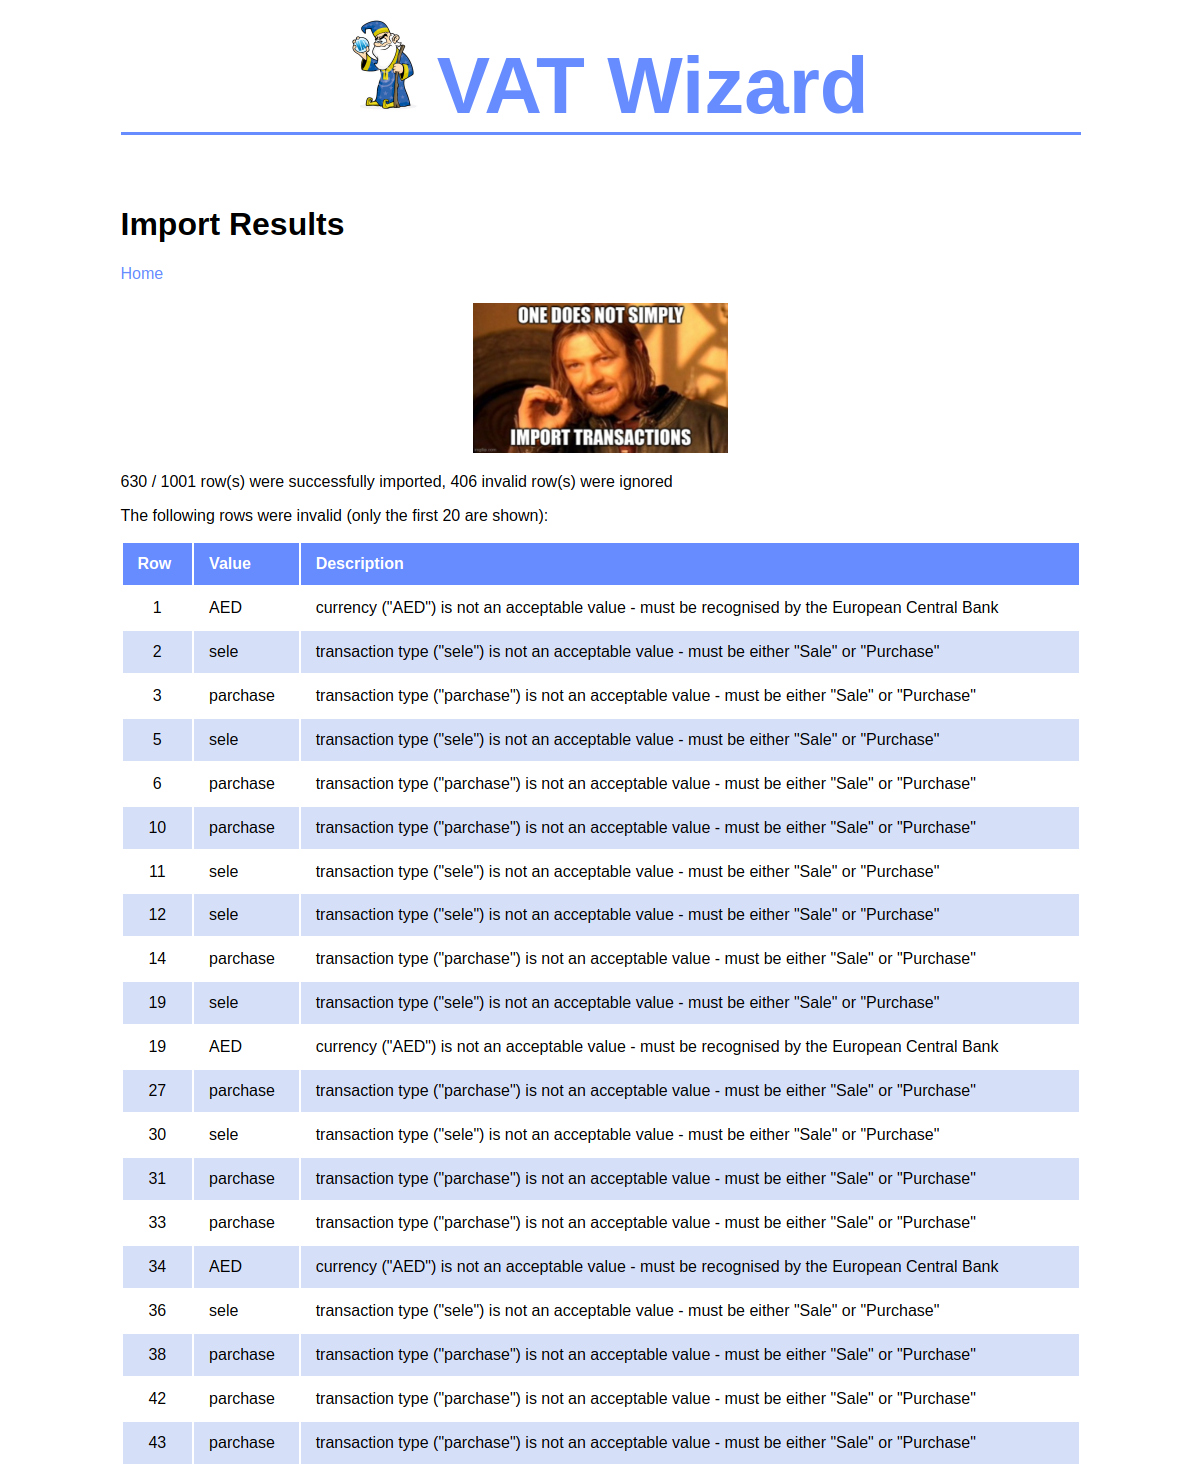 VAT Wizard
Import Results
Home
ONE DOES NOT SIMPLY
IMPORT TRANSACTIONS
630 / 1001 row(s) were successfully imported, 406 invalid row(s) were ignored
The following rows were invalid (only the first 20 are shown):
Row Value Description
1 AED currency ("AED") is not an acceptable value - must be recognised by the European Central Bank
2 sele transaction type ("sele") is not an acceptable value - must be either "Sale" or "Purchase"
3 parchase transaction type ("parchase") is not an acceptable value - must be either "Sale" or "Purchase"
5 sele transaction type ("sele") is not an acceptable value - must be either "Sale" or "Purchase"
6 parchase transaction type ("parchase") is not an acceptable value - must be either "Sale" or "Purchase"
10 parchase transaction type ("parchase") is not an acceptable value - must be either "Sale" or "Purchase"
11 sele transaction type ("sele") is not an acceptable value - must be either "Sale" or "Purchase"
12 sele transaction type ("sele") is not an acceptable value - must be either "Sale" or "Purchase"
14 parchase transaction type ("parchase") is not an acceptable value - must be either "Sale" or "Purchase"
19 sele transaction type ("sele") is not an acceptable value - must be either "Sale" or "Purchase"
19 AED currency ("AED") is not an acceptable value - must be recognised by the European Central Bank
27 parchase transaction type ("parchase") is not an acceptable value - must be either "Sale" or "Purchase"
30 sele transaction type ("sele") is not an acceptable value - must be either "Sale" or "Purchase"
31 parchase transaction type ("parchase") is not an acceptable value - must be either "Sale" or "Purchase"
33 parchase transaction type ("parchase") is not an acceptable value - must be either "Sale" or "Purchase"
34 AED currency ("AED") is not an acceptable value - must be recognised by the European Central Bank
36 sele transaction type ("sele") is not an acceptable value - must be either "Sale" or "Purchase"
38 parchase transaction type ("parchase") is not an acceptable value - must be either "Sale" or "Purchase"
42 parchase transaction type ("parchase") is not an acceptable value - must be either "Sale" or "Purchase"
43 parchase transaction type ("parchase") is not an acceptable value - must be either "Sale" or "Purchase"